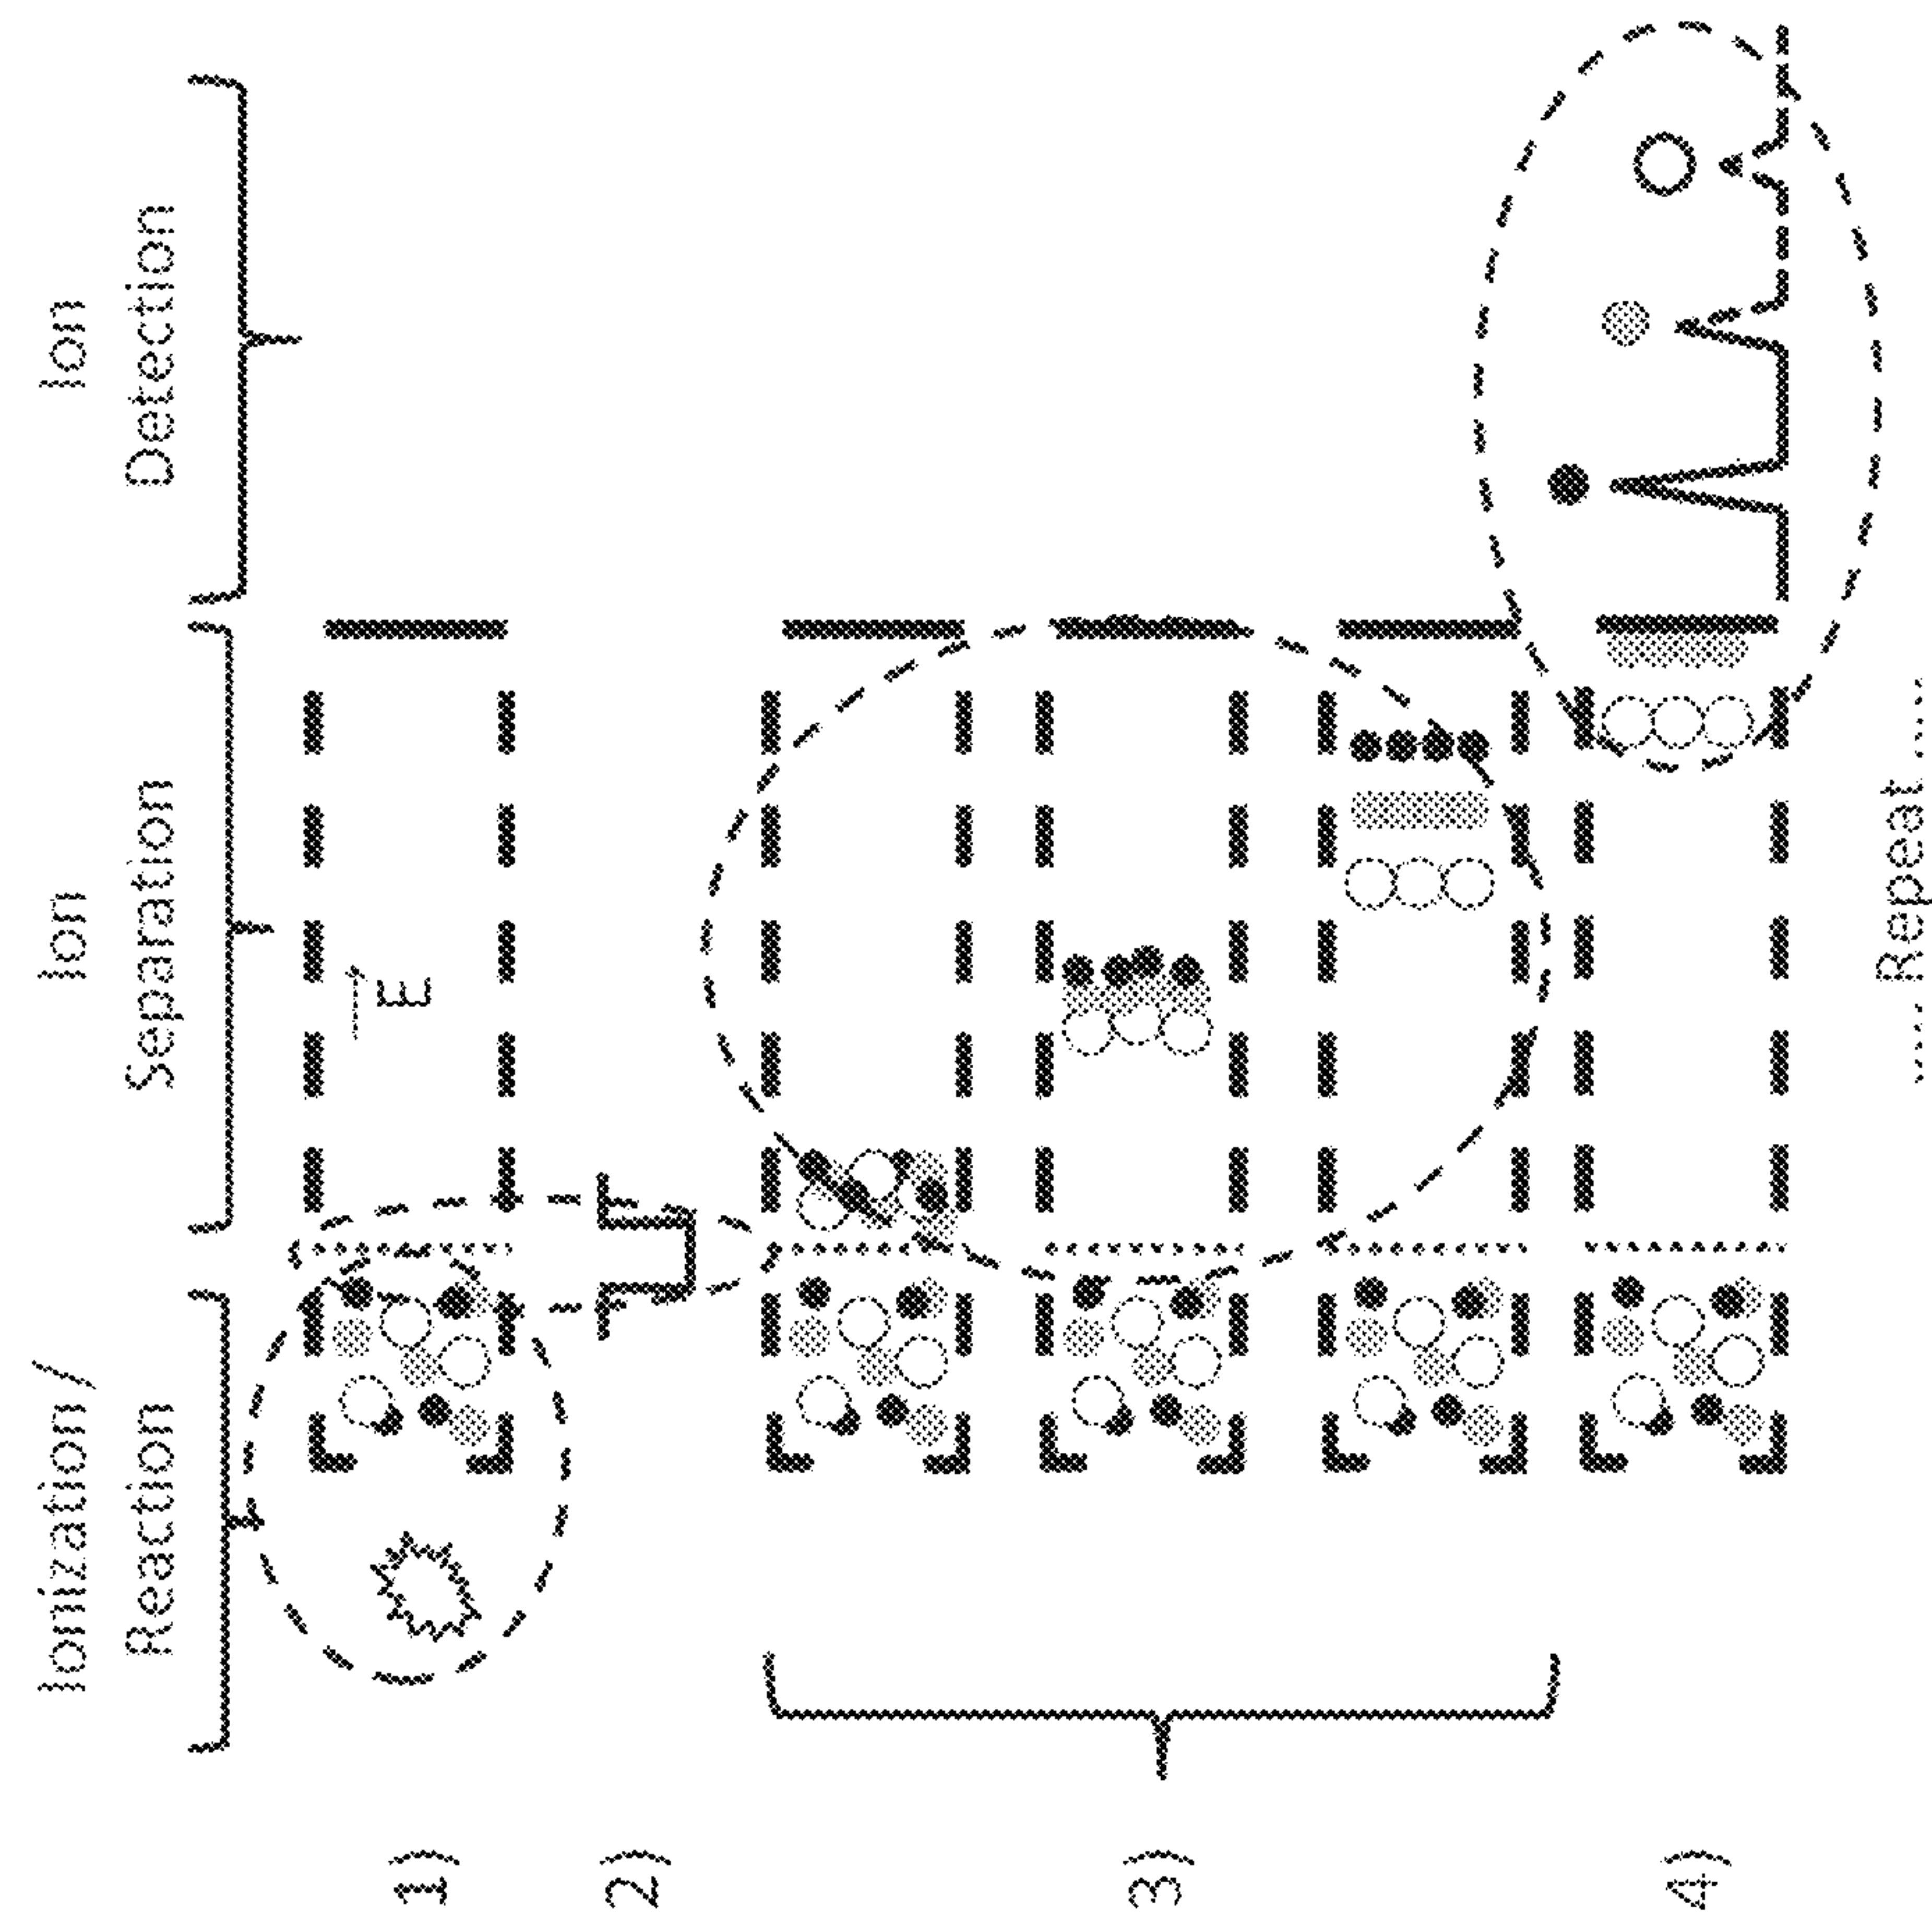 Ionization /
Reaction
Ion
Separation
Ion
Detection
1)
E
2)
3)
4)
........ Repeat ........